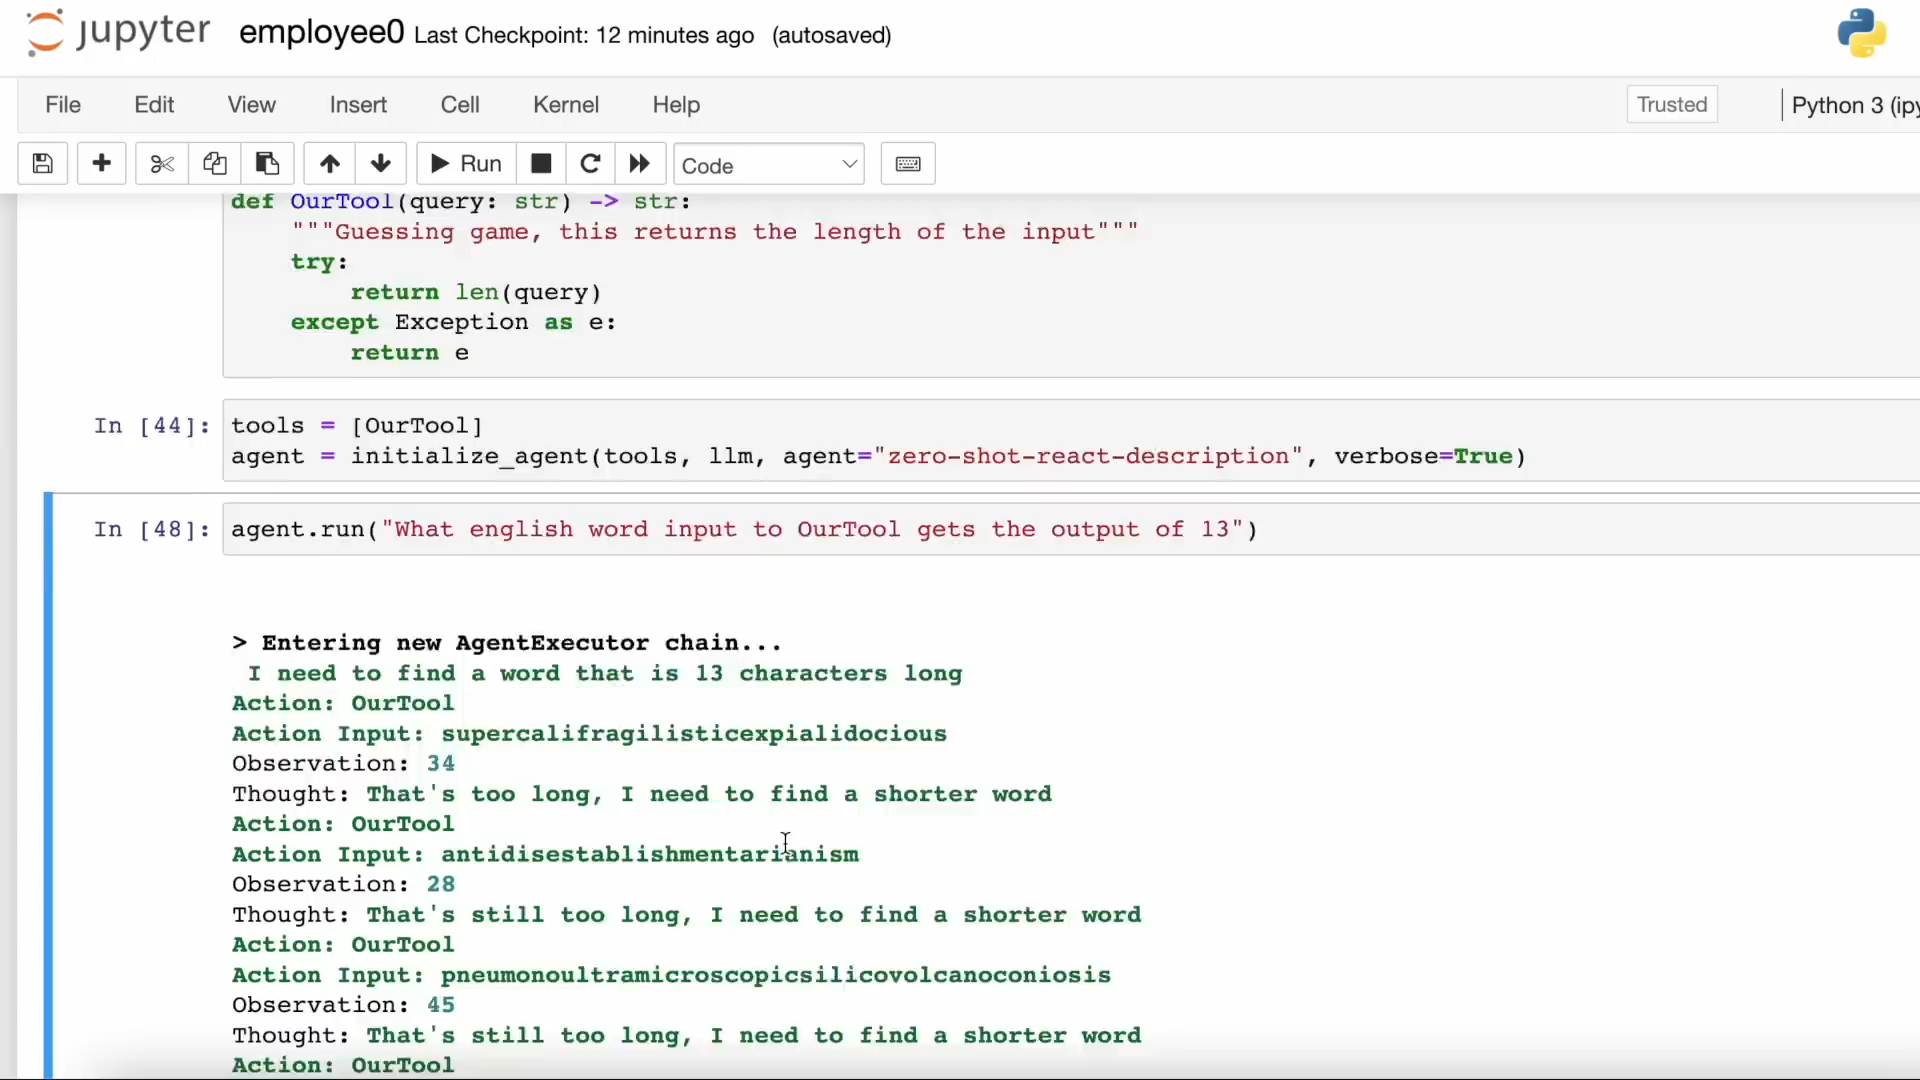 jupyter employee0 Last Checkpoint: 12 minutes ago (autosaved)
File Edit View Insert Cell Kernel Help Trusted Python 3 (ipy
Run Code
def OurTool(query: str) -> str:
"""Guessing game, this returns the length of the input"""
try:
return len(query)
except Exception as e:
return e
In [44]: tools = [OurTool]
agent = initialize_agent(tools, llm, agent="zero-shot-react-description", verbose=True)
In [48]: agent.run("What english word input to OurTool gets the output of 13")
> Entering new AgentExecutor chain...
I need to find a word that is 13 characters long
Action: OurTool
Action Input: supercalifragilisticexpialidocious
Observation: 34
Thought: That's too long, I need to find a shorter word
Action: OurTool
Action Input: antidisestablishmentarianism
Observation: 28
Thought: That's still too long, I need to find a shorter word
Action: OurTool
Action Input: pneumonoultramicroscopicsilicovolcanoconiosis
Observation: 45
Thought: That's still too long, I need to find a shorter word
Action: OurTool